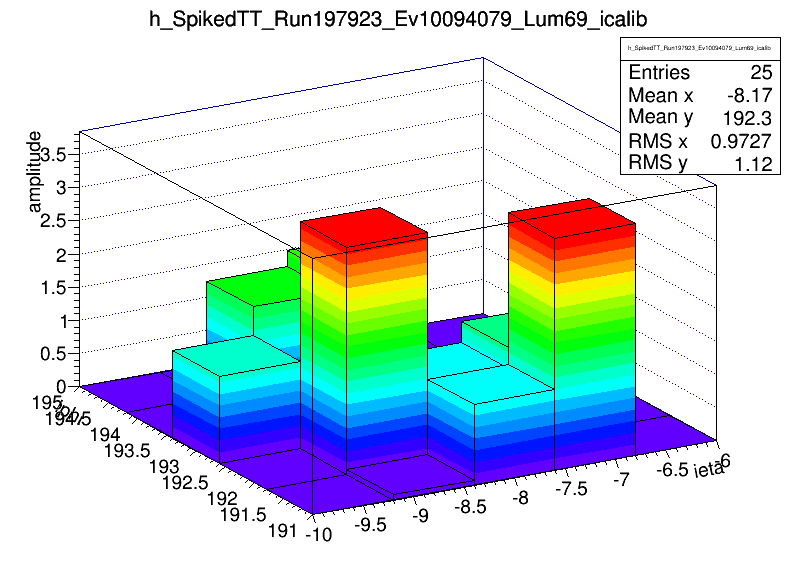 h_SpikedTT_Run197923_Ev10094079_Lum69_icalib
h_SpikedTT_Run197923_Ev10094079_Lum69_icalib
Entries 25
Mean x -8.17
Mean y 192.3
RMS x 0.9727
RMS y 1.12
amplitude
3.5
3
2.5
2
1.5
1
0.5
0
195
194.5
194
193.5
193
192.5
192
191.5
191
-10
-9.5
-9
-8.5
-8
-7.5
-7
-6.5
-6
ieta